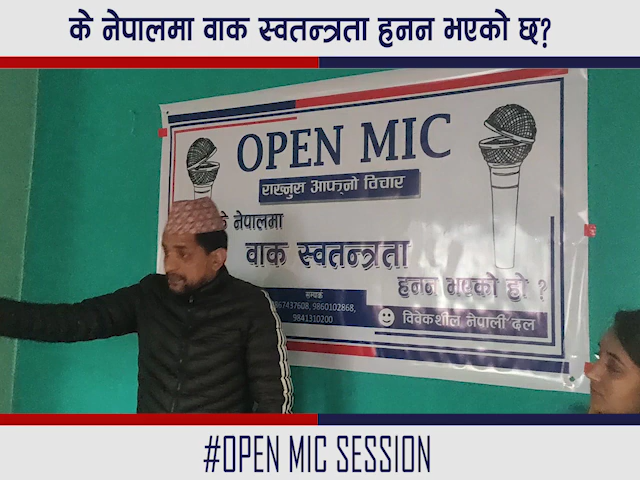 के नेपालमा वाक स्वतन्त्रता हनन भएको छ?
OPEN MIC
राख्नुस आफ्नो विचार
के नेपालमा
वाक स्वतन्त्रता
हनन भएको हो ?
सम्पर्क
9867437608, 9860102868,
9841310200
विवेकशील नेपाली दल
#OPEN MIC SESSION